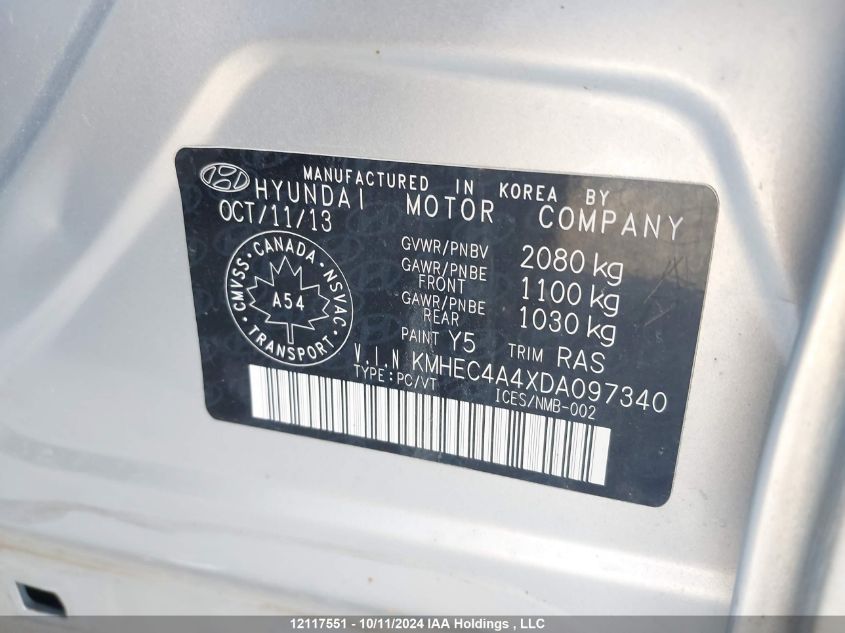 MANUFACTURED IN KOREA BY
HYUNDAI MOTOR COMPANY
OCT/11/13
GVWR/PNBV 2080 kg
GAWR/PNBE FRONT 1100 kg
GAWR/PNBE REAR 1030 kg
PAINT Y5 TRIM RAS
V.I.N KMHEC4A4XDA097340
TYPE:PC/VT ICES/NMB-002
CMVSS · CANADA · NSVAC
A54
· TRANSPORT ·
12117551 - 10/11/2024 IAA Holdings , LLC